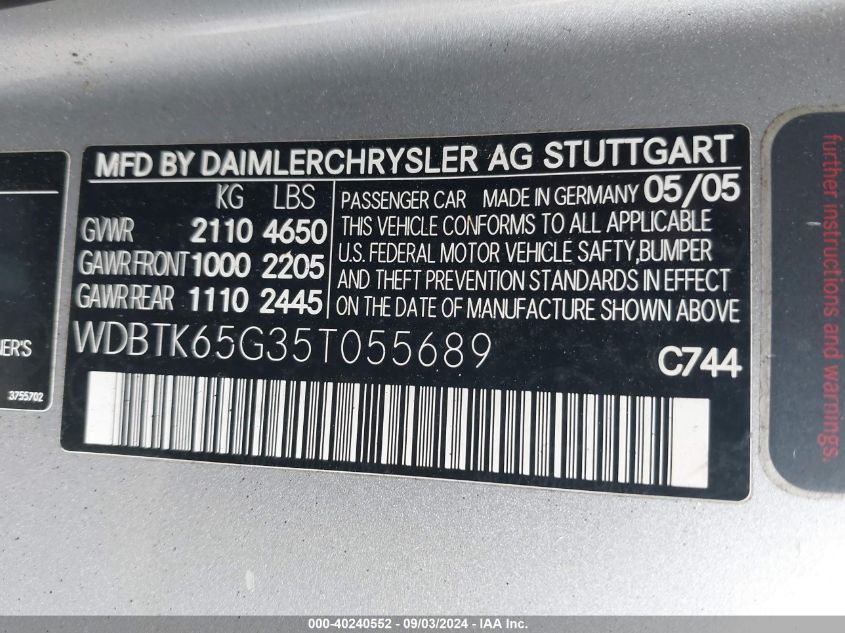 MFD BY DAIMLERCHRYSLER AG STUTTGART
KG LBS
GVWR 2110 4650
GAWR FRONT 1000 2205
GAWR REAR 1110 2445
PASSENGER CAR MADE IN GERMANY 05/05
THIS VEHICLE CONFORMS TO ALL APPLICABLE
U.S. FEDERAL MOTOR VEHICLE SAFTY,BUMPER
AND THEFT PREVENTION STANDARDS IN EFFECT
ON THE DATE OF MANUFACTURE SHOWN ABOVE
WDBTK65G35T055689
C744
3755702
further instructions and warnings.
000-40240552 - 09/03/2024 - IAA Inc.